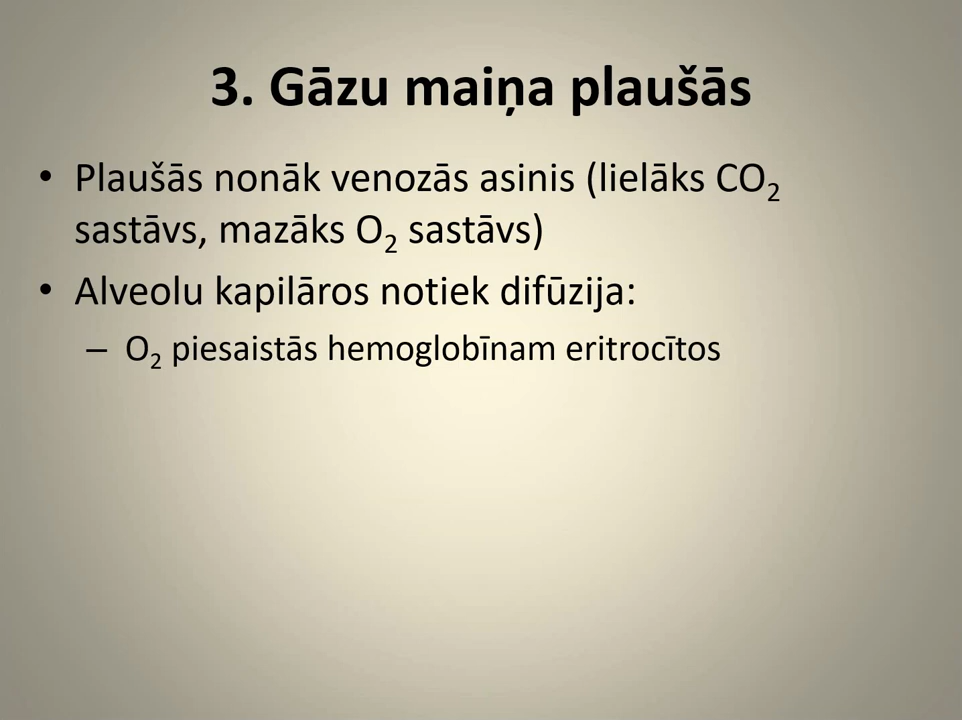 3. Gāzu maiņa plaušās
• Plaušās nonāk venozās asinis (lielāks CO₂
sastāvs, mazāks O₂ sastāvs)
• Alveolu kapilāros notiek difūzija:
– O₂ piesaistās hemoglobīnam eritrocītos